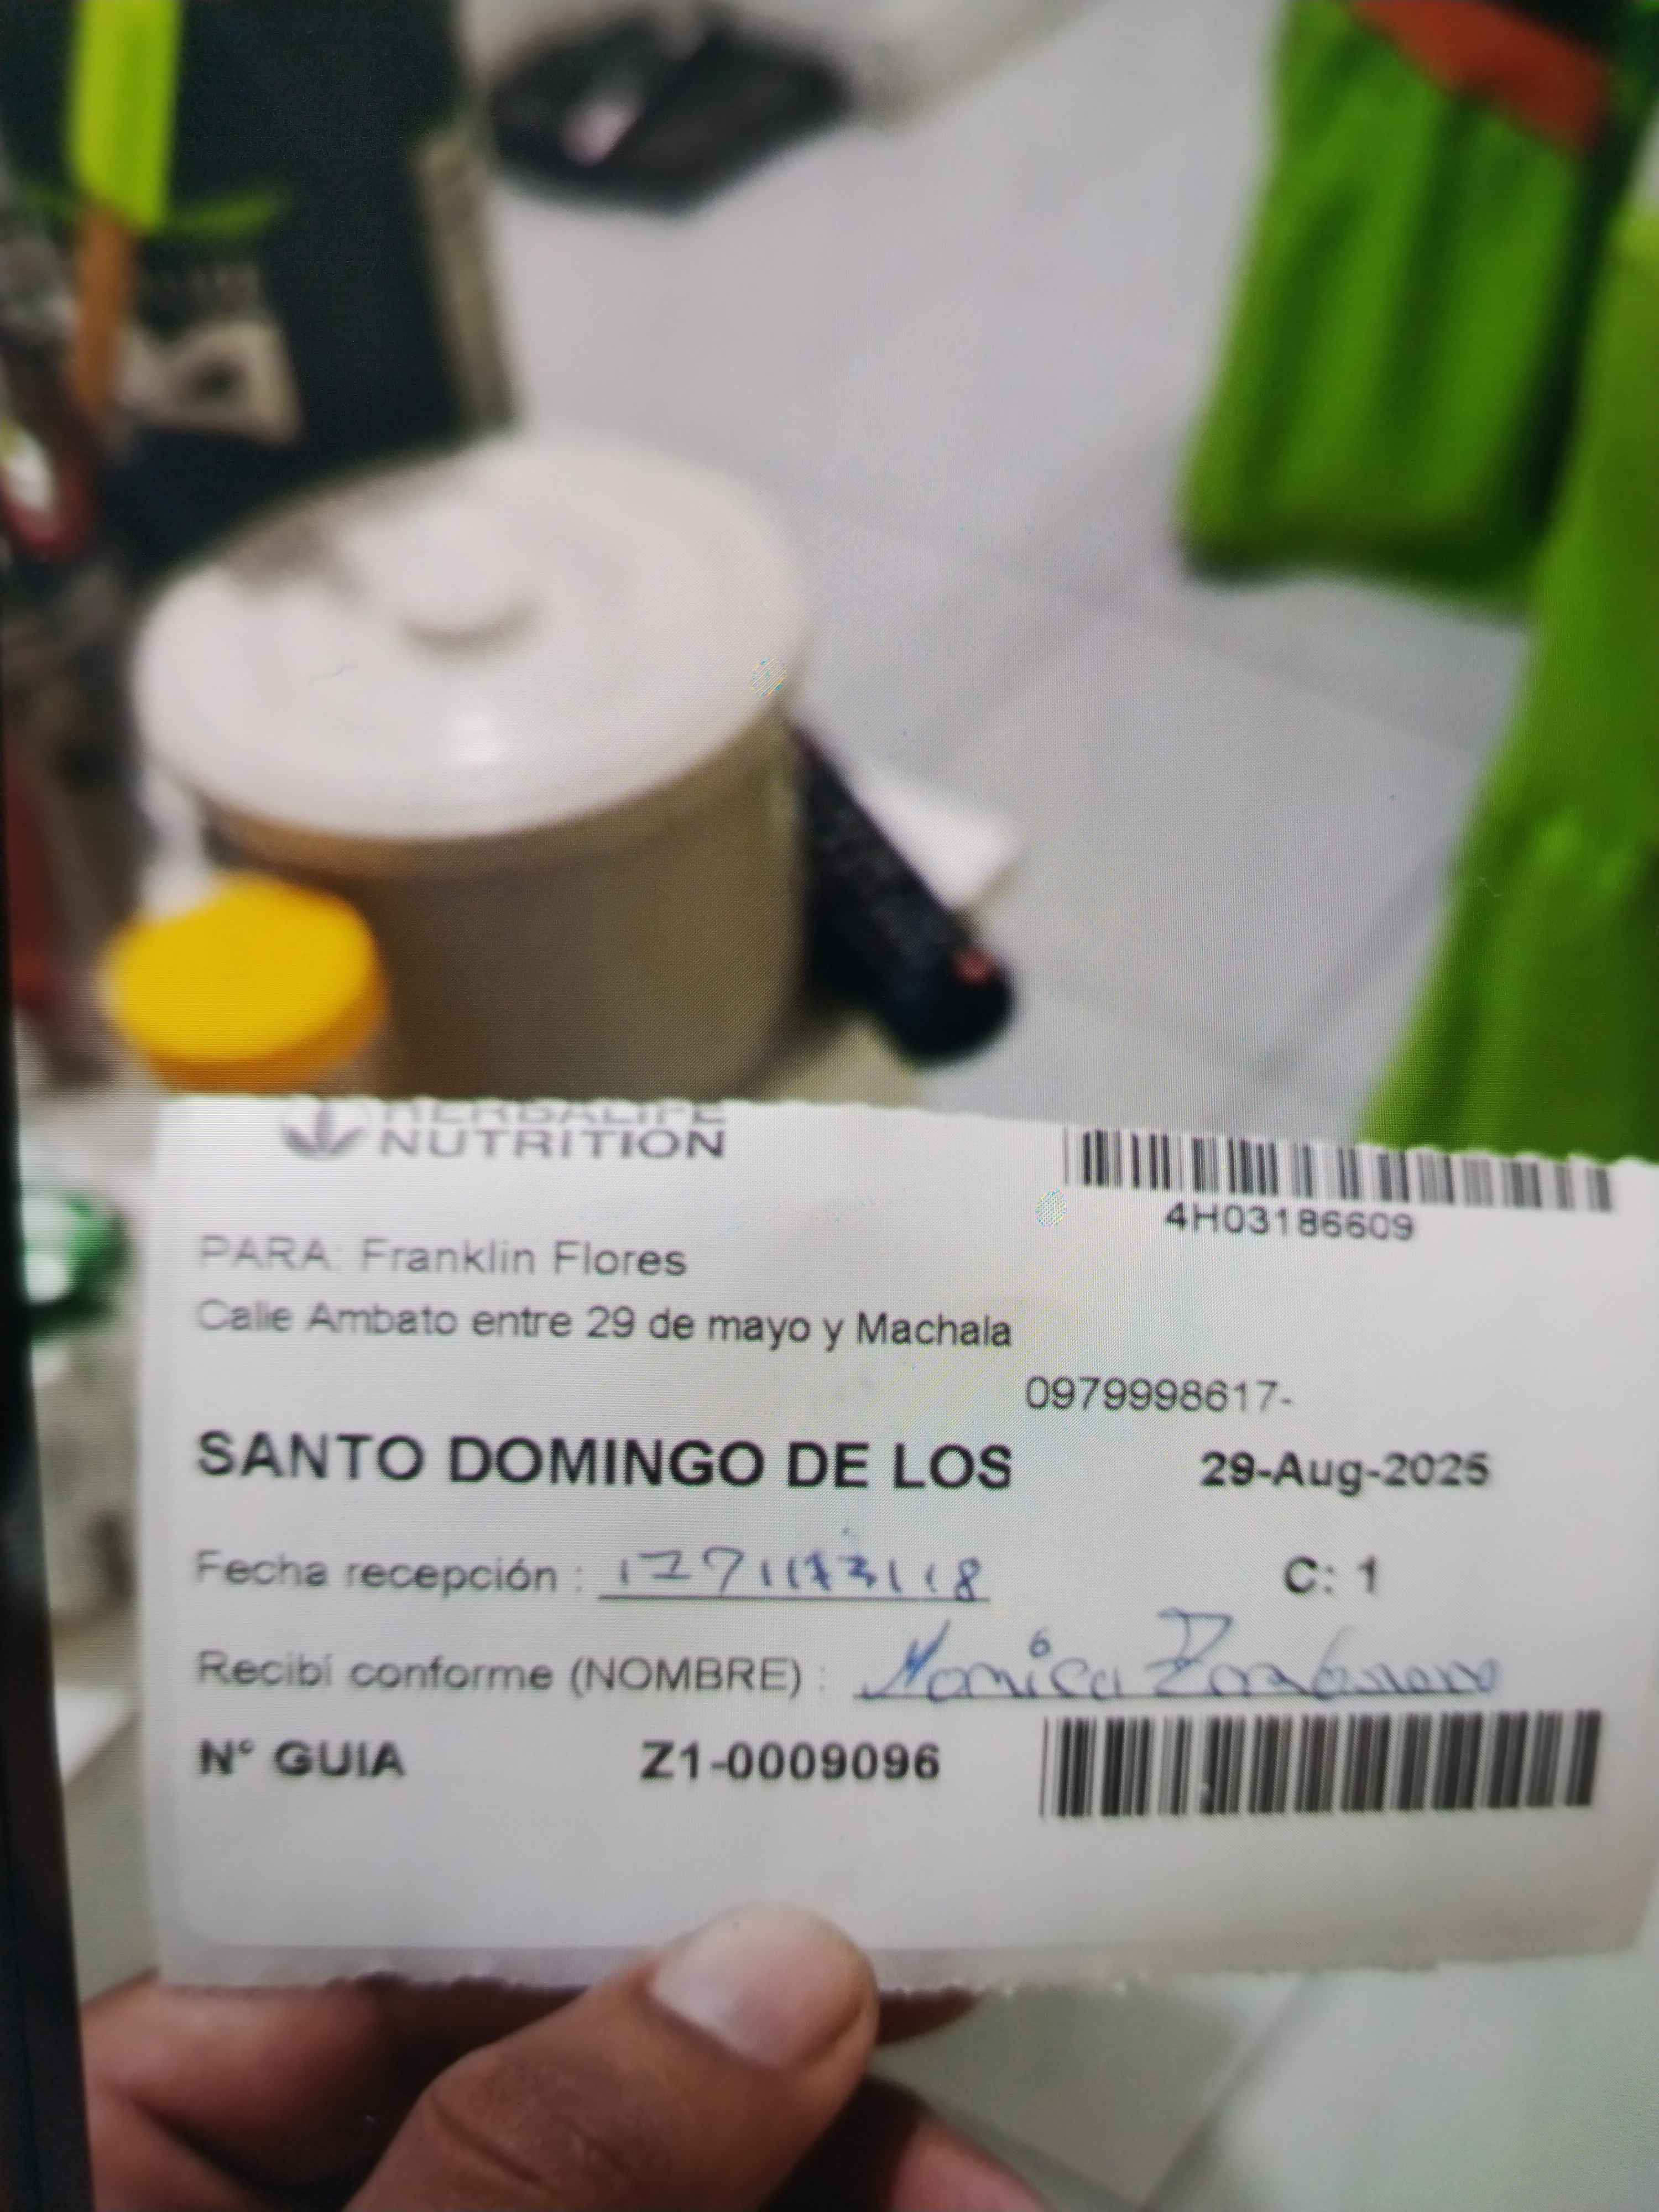 HERBALIFE
NUTRITION
4H03186609
PARA: Franklin Flores
Calle Ambato entre 29 de mayo y Machala
0979998617-
SANTO DOMINGO DE LOS
29-Aug-2025
Fecha recepción :
C: 1
Recibí conforme (NOMBRE) : Mónica
N° GUIA Z1-0009096